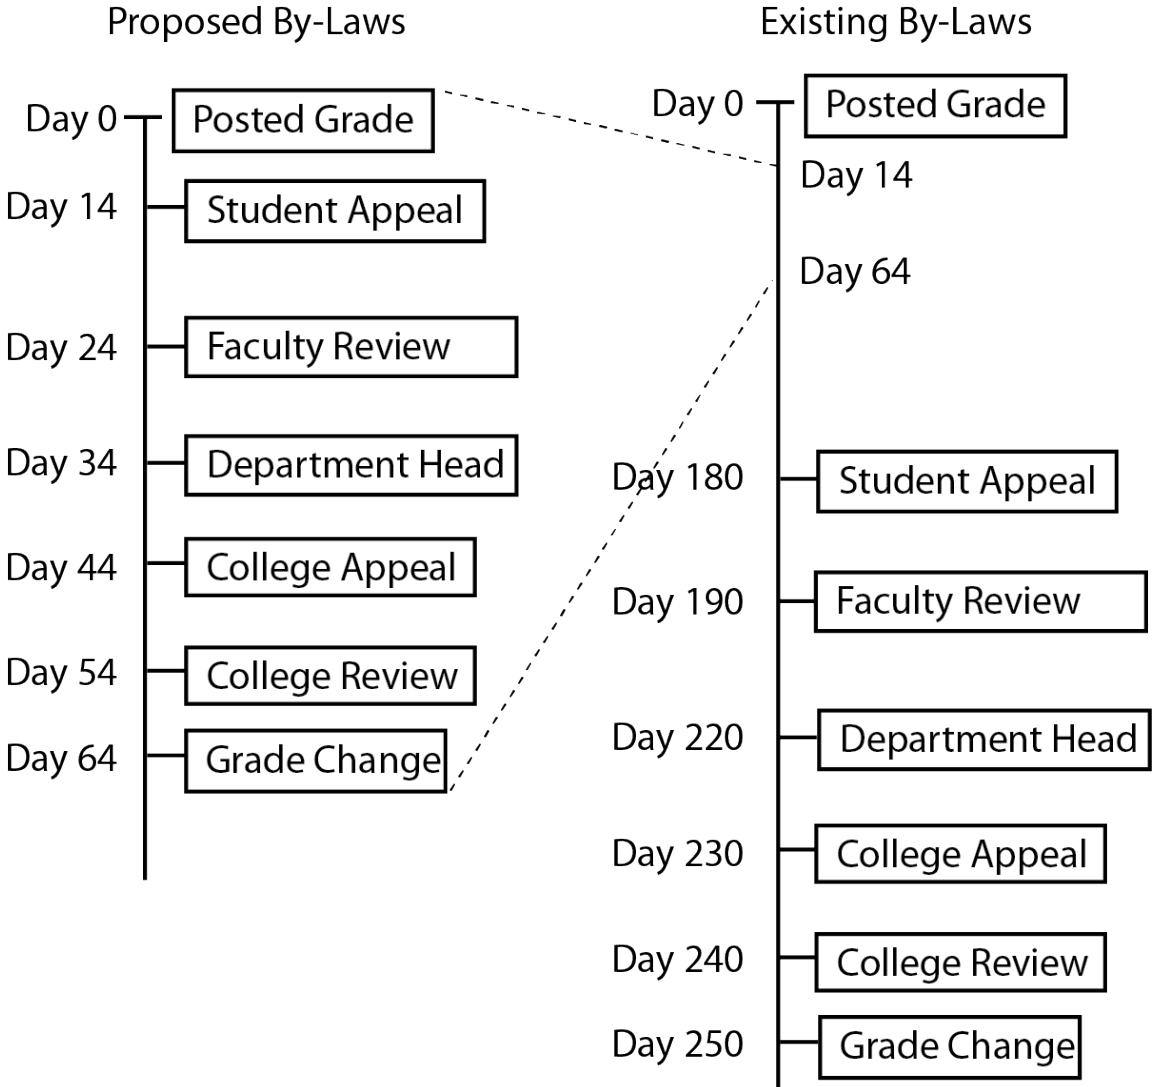 Proposed By-Laws
Day 0 Posted Grade
Day 14 Student Appeal
Day 24 Faculty Review
Day 34 Department Head
Day 44 College Appeal
Day 54 College Review
Day 64 Grade Change
Existing By-Laws
Day 0 Posted Grade
Day 14
Day 64
Day 180 Student Appeal
Day 190 Faculty Review
Day 220 Department Head
Day 230 College Appeal
Day 240 College Review
Day 250 Grade Change